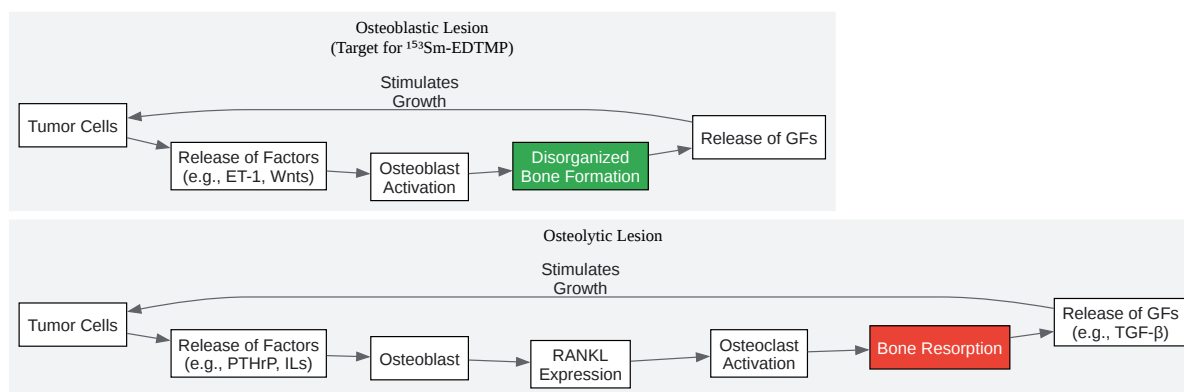 Osteoblastic Lesion
(Target for ¹⁵³Sm-EDTMP)
Stimulates
Growth
Tumor Cells
Release of Factors
(e.g., ET-1, Wnts)
Osteoblast
Activation
Disorganized
Bone Formation
Release of GFs
Osteolytic Lesion
Stimulates
Growth
Tumor Cells
Release of Factors
(e.g., PTHrP, ILs)
Osteoblast
RANKL
Expression
Osteoclast
Activation
Bone Resorption
Release of GFs
(e.g., TGF-β)